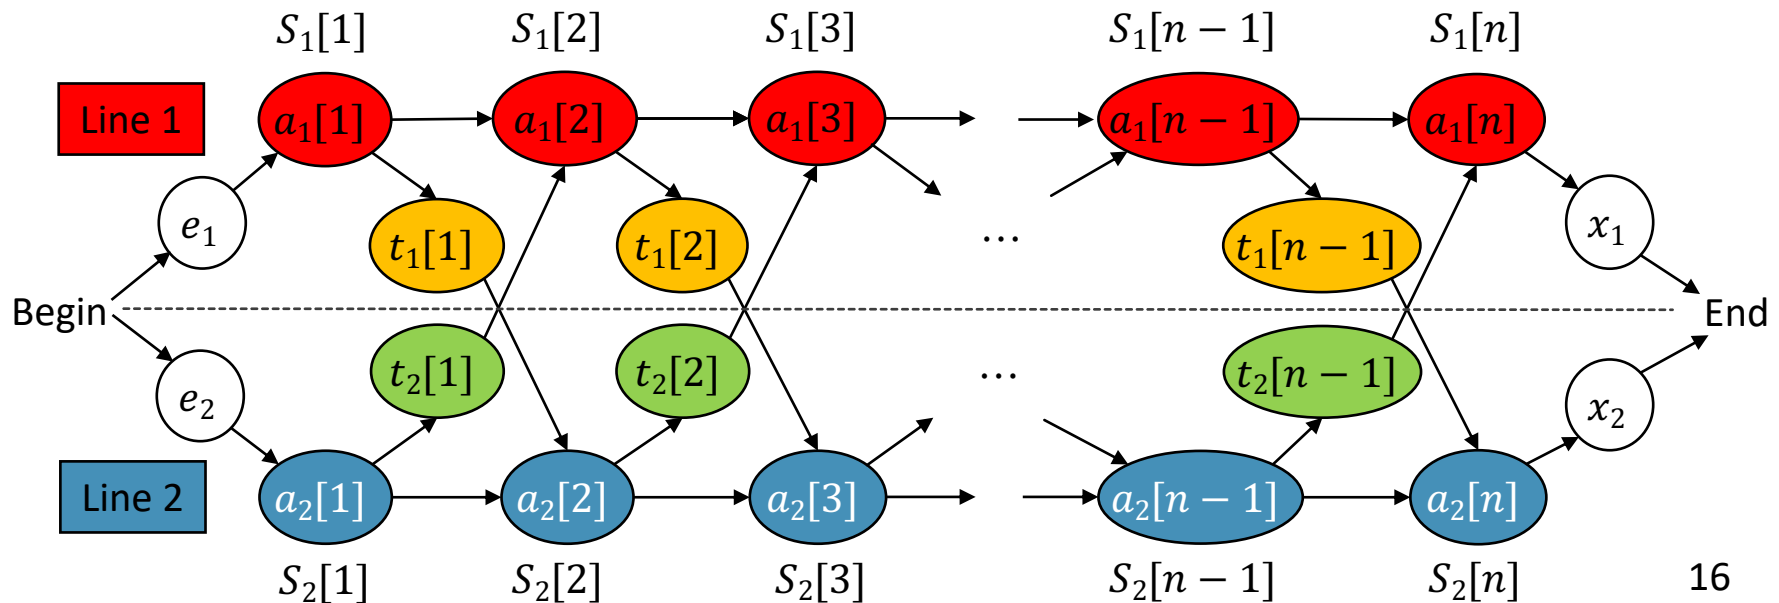 S₁[1] S₁[2] S₁[3] S₁[n − 1] S₁[n]
Line 1 a₁[1] a₁[2] a₁[3] a₁[n − 1] a₁[n]
e₁ t₁[1] t₁[2] ⋯ t₁[n − 1] x₁
Begin End
e₂ t₂[1] t₂[2] ⋯ t₂[n − 1] x₂
Line 2 a₂[1] a₂[2] a₂[3] a₂[n − 1] a₂[n]
S₂[1] S₂[2] S₂[3] S₂[n − 1] S₂[n] 16